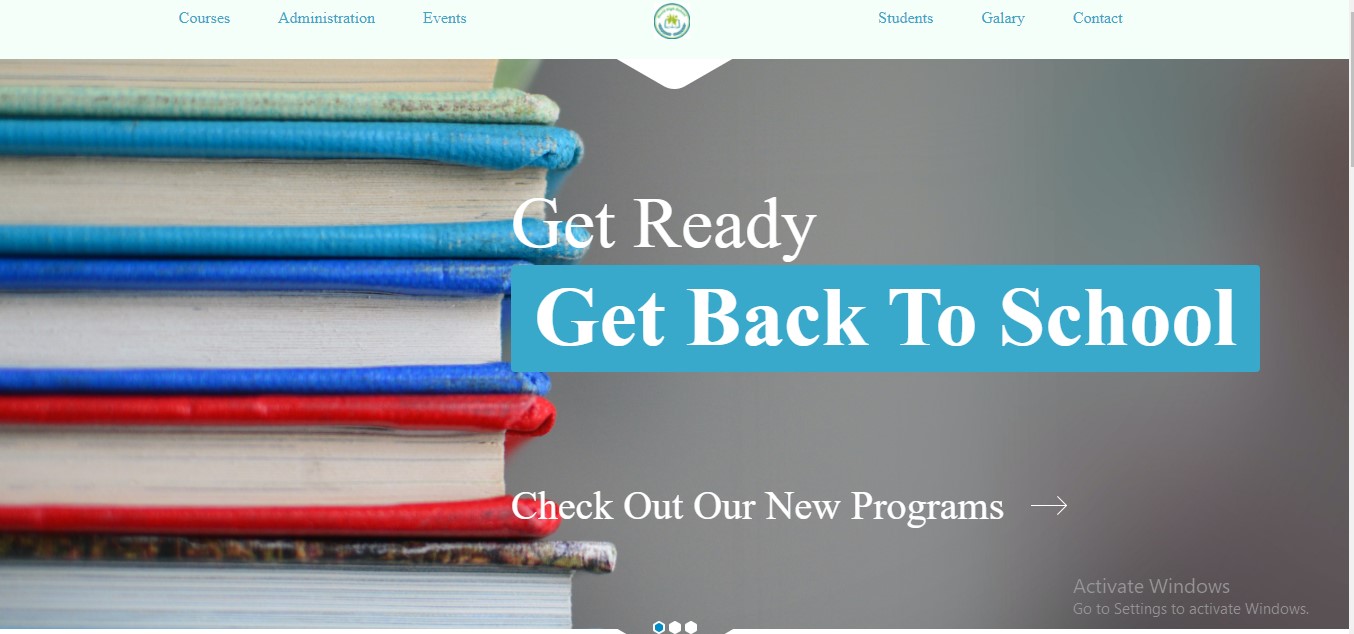 Courses Administration Events Students Galary Contact
Get Ready
Get Back To School
Check Out Our New Programs
Activate Windows
Go to Settings to activate Windows.